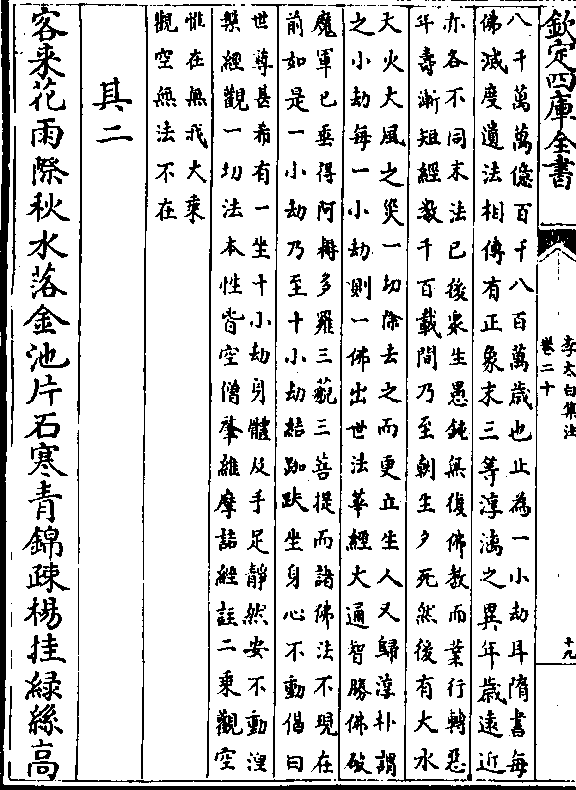 欽定四庫全書
李太白集注
卷二十
十九
八千萬萬億百千八百萬歲也止為一小劫耳隋書每
佛滅度遺法相傳有正象末三等淳漓之異年歲遠近
亦各不同末法已後衆生愚鈍無復佛教而業行轉惡
年壽漸短經數千百載間乃至朝生夕死然後有大水
大火大風之災一切除去之而更立生人又歸淳朴謂
之小劫每一小劫則一佛出世法華經大通智勝佛破
魔軍已垂得阿耨多羅三藐三菩提而諸佛法不現在
前如是一小劫乃至十小劫結跏趺坐身心不動偈曰
世尊甚希有一坐十小劫身體及手足靜然安不動涅
槃經觀一切法本性皆空僧肇維摩詰經註二乘觀空
惟在無我大乘
觀空無法不在
其二
客来花雨際秋水落金池片石寒青錦疎楊挂緑絲高